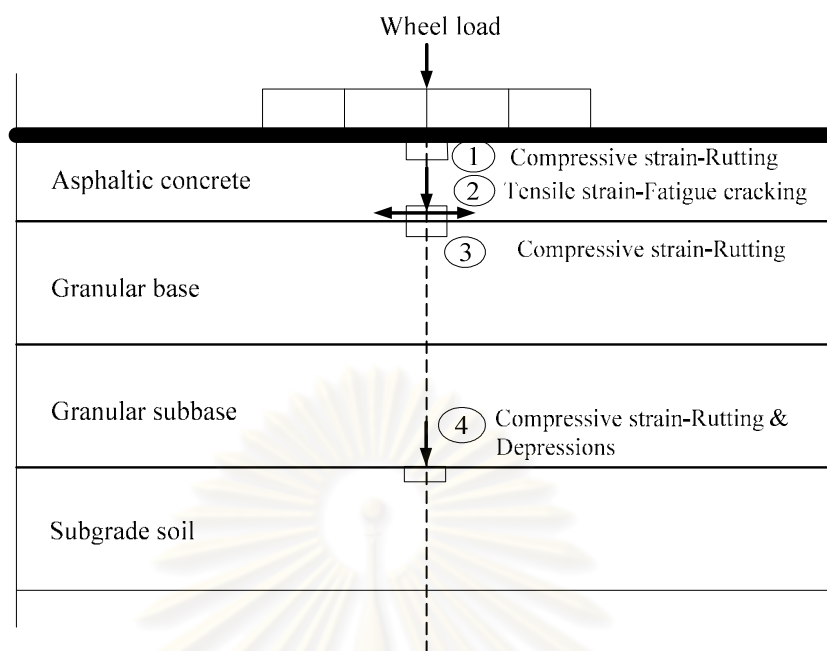 Wheel load
1 Compressive strain-Rutting
Asphaltic concrete
2 Tensile strain-Fatigue cracking
3 Compressive strain-Rutting
Granular base
Granular subbase
4 Compressive strain-Rutting &
Depressions
Subgrade soil